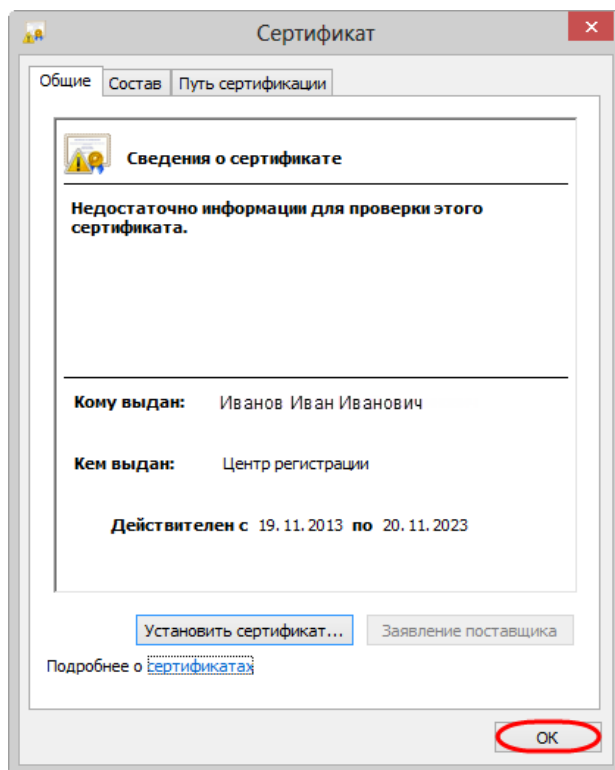 Сертификат
Общие Состав Путь сертификации
Сведения о сертификате
Недостаточно информации для проверки этого
сертификата.
Кому выдан: Иванов Иван Иванович
Кем выдан: Центр регистрации
Действителен с 19.11.2013 по 20.11.2023
Установить сертификат... Заявление поставщика
Подробнее о сертификатах
ОК